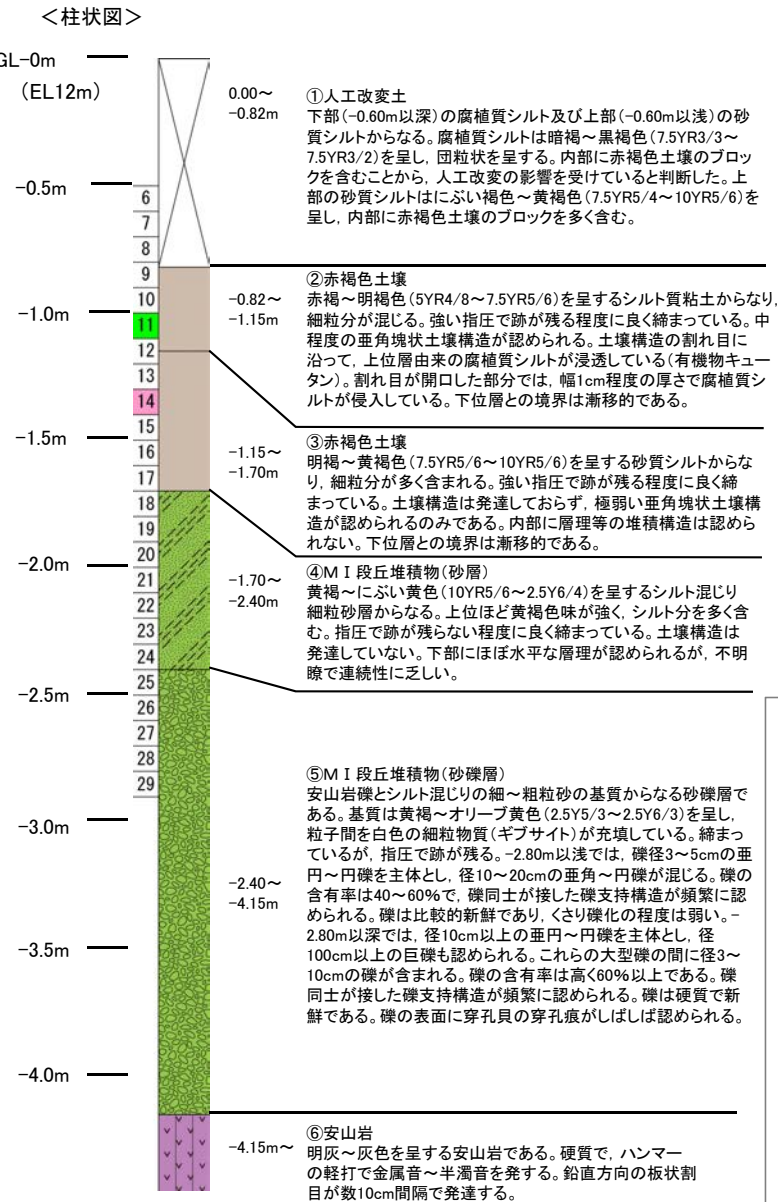 ＜柱状図＞
GL-0m
（EL12m）
0.00～
-0.82m
①人工改変土
下部（-0.60m以深）の腐植質シルト及び上部（-0.60m以浅）の砂
質シルトからなる。腐植質シルトは暗褐～黒褐色（7.5YR3/3～
7.5YR3/2）を呈し，団粒状を呈する。内部に赤褐色土壌のブロッ
クを含むことから，人工改変の影響を受けていると判断した。上
部の砂質シルトはにぶい褐色～黄褐色（7.5YR5/4～10YR5/6）を
呈し，内部に赤褐色土壌のブロックを多く含む。
-0.5m
6
7
8
9
10
11
12
13
14
15
16
17
18
19
20
21
22
23
24
25
26
27
28
29
-1.0m
-0.82～
-1.15m
②赤褐色土壌
赤褐～明褐色（5YR4/8～7.5YR5/6）を呈するシルト質粘土からなり，
細粒分が混じる。強い指圧で跡が残る程度に良く締まっている。中
程度の亜角塊状土壌構造が認められる。土壌構造の割れ目に
沿って，上位層由来の腐植質シルトが浸透している（有機物キュー
タン）。割れ目が開口した部分では，幅1cm程度の厚さで腐植質シ
ルトが侵入している。下位層との境界は漸移的である。
-1.5m
-1.15～
-1.70m
③赤褐色土壌
明褐～黄褐色（7.5YR5/6～10YR5/6）を呈する砂質シルトからな
り，細粒分が多く含まれる。強い指圧で跡が残る程度に良く締
まっている。土壌構造は発達しておらず，極弱い亜角塊状土壌構
造が認められるのみである。内部に層理等の堆積構造は認めら
れない。下位層との境界は漸移的である。
-2.0m
-1.70～
-2.40m
④ＭⅠ段丘堆積物（砂層）
黄褐～にぶい黄色（10YR5/6～2.5Y6/4）を呈するシルト混じり
細粒砂層からなる。上位ほど黄褐色味が強く，シルト分を多く含
む。指圧で跡が残らない程度に良く締まっている。土壌構造は
発達していない。下部にほぼ水平な層理が認められるが，不明
瞭で連続性に乏しい。
-2.5m
-3.0m
-2.40～
-4.15m
⑤ＭⅠ段丘堆積物（砂礫層）
安山岩礫とシルト混じりの細～粗粒砂の基質からなる砂礫層で
ある。基質は黄褐～オリーブ黄色（2.5Y5/3～2.5Y6/3）を呈し，
粒子間を白色の細粒物質（ギブサイト）が充填している。締まっ
ているが，指圧で跡が残る。-2.80m以浅では，礫径3～5cmの亜
円～円礫を主体とし，径10～20cmの亜角～円礫が混じる。礫の
含有率は40～60%で，礫同士が接した礫支持構造が頻繁に認
められる。礫は比較的新鮮であり，くさり礫化の程度は弱い。-
2.80m以深では，径10cm以上の亜円～円礫を主体とし，径
100cm以上の巨礫も認められる。これらの大型礫の間に径3～
10cmの礫が含まれる。礫の含有率は高く60%以上である。礫
同士が接した礫支持構造が頻繁に認められる。礫は硬質で新
鮮である。礫の表面に穿孔貝の穿孔痕がしばしば認められる。
-3.5m
-4.0m
-4.15m～
⑥安山岩
明灰～灰色を呈する安山岩である。硬質で，ハンマー
の軽打で金属音～半濁音を発する。鉛直方向の板状割
目が数10cm間隔で発達する。